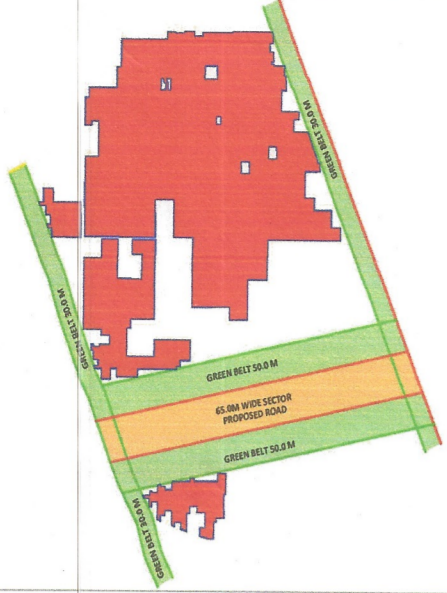 GREEN BELT 30.0 M
GREEN BELT 30.0 M
GREEN BELT 50.0 M
65.0M WIDE SECTOR
PROPOSED ROAD
GREEN BELT 50.0 M
GREEN BELT 30.0 M